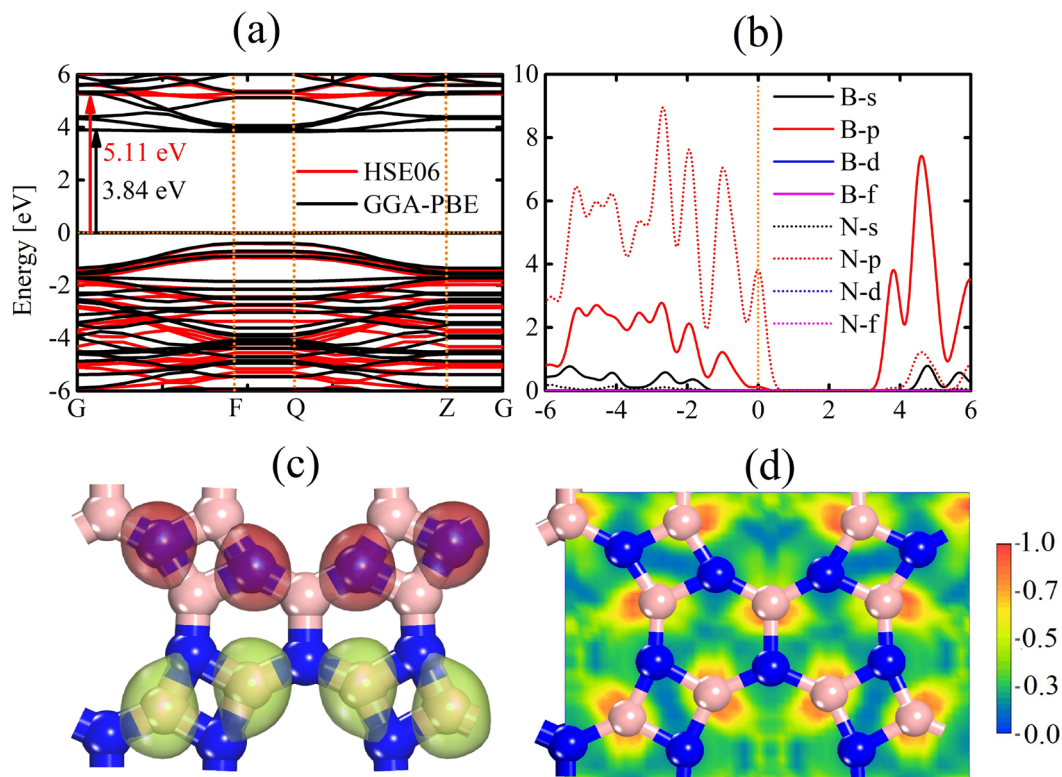 (a)
6
4
2
0
-2
-4
-6
Energy [eV]
5.11 eV
3.84 eV
HSE06
GGA-PBE
G
F
Q
Z
G
(b)
10
8
6
4
2
0
B-s
B-p
B-d
B-f
N-s
N-p
N-d
N-f
-6
-4
-2
0
2
4
6
(c)
(d)
1.0
0.7
0.5
0.3
0.0